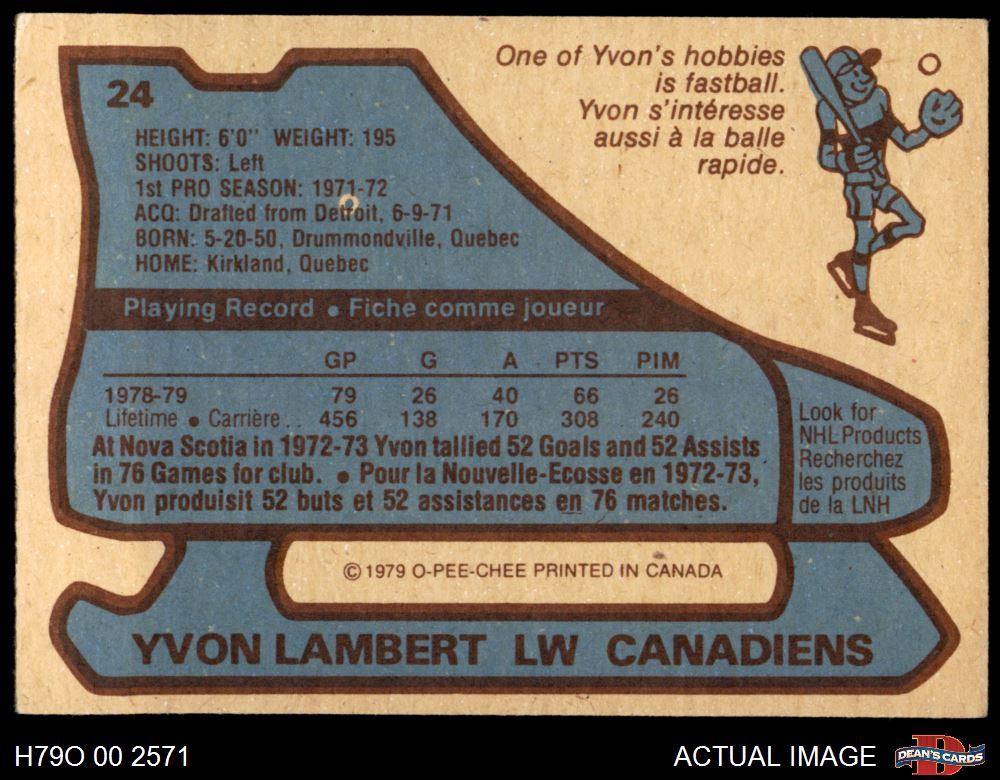 24
One of Yvon's hobbies
is fastball.
Yvon s'intéresse
aussi à la balle
rapide.
HEIGHT: 6'0" WEIGHT: 195
SHOOTS: Left
1st PRO SEASON: 1971-72
ACQ: Drafted from Detroit, 6-9-71
BORN: 5-20-50, Drummondville, Quebec
HOME: Kirkland, Quebec
Playing Record • Fiche comme joueur
GP G A PTS PIM
1978-79 79 26 40 66 26
Lifetime • Carrière.. 456 138 170 308 240
At Nova Scotia in 1972-73 Yvon tallied 52 Goals and 52 Assists
in 76 Games for club. • Pour la Nouvelle-Ecosse en 1972-73,
Yvon produisit 52 buts et 52 assistances en 76 matches.
Look for
NHL Products
Recherchez
les produits
de la LNH
© 1979 O-PEE-CHEE PRINTED IN CANADA
YVON LAMBERT LW CANADIENS
H79O 00 2571
ACTUAL IMAGE
D
DEAN'S CARDS